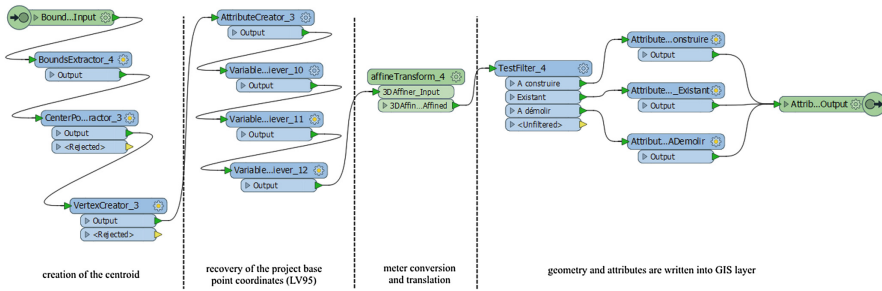 Bound...Input
BoundsExtractor_4
Output
CenterPo...ractor_3
Output
<Rejected>
VertexCreator_3
Output
<Rejected>
creation of the centroid
AttributeCreator_3
Output
Variable...iever_10
Output
Variable...iever_11
Output
Variable...iever_12
Output
recovery of the project base
point coordinates (LV95)
affineTransform_4
3DAffiner_Input
3DAffin...Affined
meter conversion
and translation
TestFilter_4
A construire
Existant
A démolir
<Unfiltered>
Attribute...onstruire
Output
Attribute..._Existant
Output
Attribut...ADemolir
Output
Attrib...Output
geometry and attributes are written into GIS layer